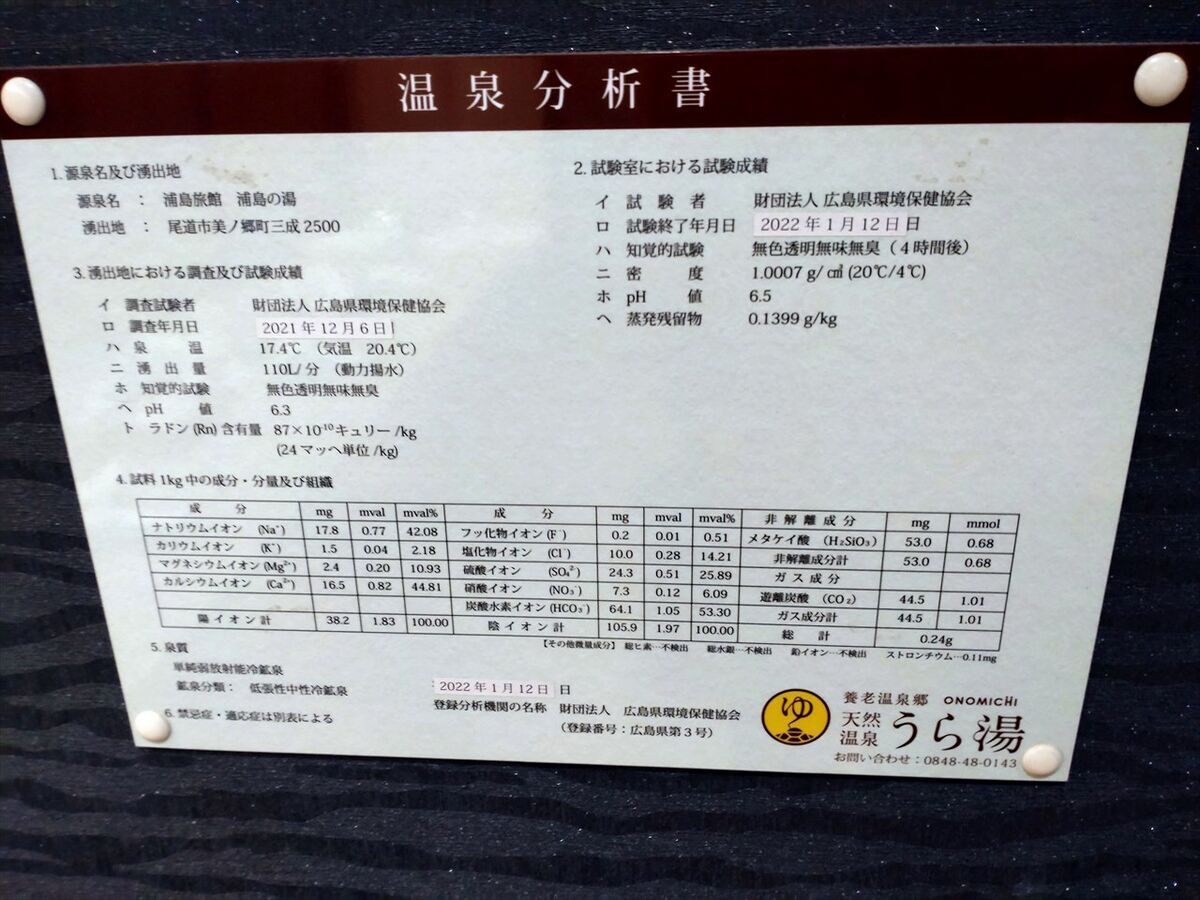 温泉分析書
1. 源泉名及び湧出地
源泉名 ： 浦島旅館 浦島の湯
湧出地 ： 尾道市美ノ郷町三成2500
2. 試験室における試験成績
イ 試験者 財団法人 広島県環境保健協会
ロ 試験終了年月日 2022年1月12日日
ハ 知覚的試験 無色透明無味無臭（4時間後）
ニ 密度 1.0007 g/㎤ (20℃/4℃)
ホ pH 値 6.5
ヘ 蒸発残留物 0.1399 g/kg
3. 湧出地における調査及び試験成績
イ 調査試験者 財団法人 広島県環境保健協会
ロ 調査年月日 2021年12月6日
ハ 泉温 17.4℃ （気温 20.4℃）
ニ 湧出量 110L/分 （動力揚水）
ホ 知覚的試験 無色透明無味無臭
ヘ pH 値 6.3
ト ラドン(Rn)含有量 87×10⁻¹⁰キュリー/kg
(24マッヘ単位/kg)
4. 試料1kg中の成分・分量及び組織
成分 mg mval mval% 成分 mg mval mval% 非解離成分 mg mmol
ナトリウムイオン (Na⁺) 17.8 0.77 42.08 フッ化物イオン(F⁻) 0.2 0.01 0.51 メタケイ酸 (H₂SiO₃) 53.0 0.68
カリウムイオン (K⁺) 1.5 0.04 2.18 塩化物イオン (Cl⁻) 10.0 0.28 14.21 非解離成分計 53.0 0.68
マグネシウムイオン(Mg²⁺) 2.4 0.20 10.93 硫酸イオン (SO₄²⁻) 24.3 0.51 25.89 ガス成分
カルシウムイオン (Ca²⁺) 16.5 0.82 44.81 硝酸イオン (NO₃⁻) 7.3 0.12 6.09 遊離炭酸 (CO₂) 44.5 1.01
炭酸水素イオン(HCO₃⁻) 64.1 1.05 53.30 ガス成分計 44.5 1.01
陽イオン計 38.2 1.83 100.00 陰イオン計 105.9 1.97 100.00 総計 0.24g
【その他微量成分】 総ヒ素…不検出 総水銀…不検出 鉛イオン…不検出 ストロンチウム…0.11mg
5. 泉質
単純弱放射能冷鉱泉
鉱泉分類： 低張性中性冷鉱泉
6. 禁忌症・適応症は別表による
2022年1月12日 日
登録分析機関の名称 財団法人 広島県環境保健協会
（登録番号：広島県第3号）
ゆ
養老温泉郷 ONOMICHI
天然温泉 うら湯
お問い合わせ：0848-48-0143